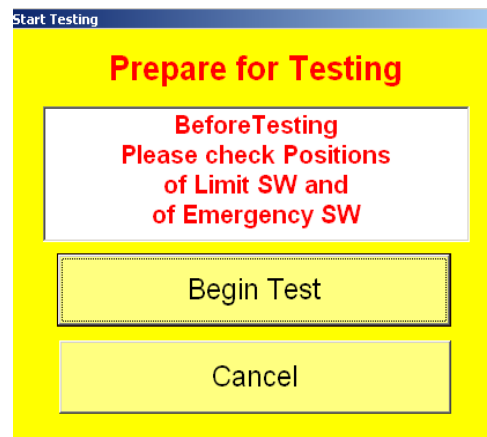 Start Testing
Prepare for Testing
BeforeTesting
Please check Positions
of Limit SW and
of Emergency SW
Begin Test
Cancel